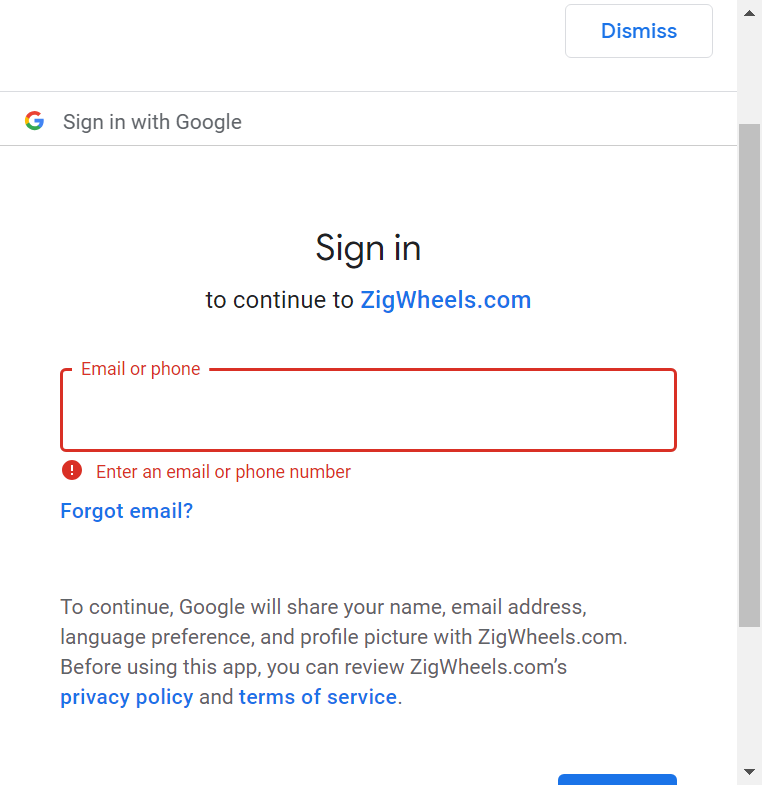 Dismiss
Sign in with Google
Sign in
to continue to ZigWheels.com
Email or phone
Enter an email or phone number
Forgot email?
To continue, Google will share your name, email address,
language preference, and profile picture with ZigWheels.com.
Before using this app, you can review ZigWheels.com’s
privacy policy and terms of service.